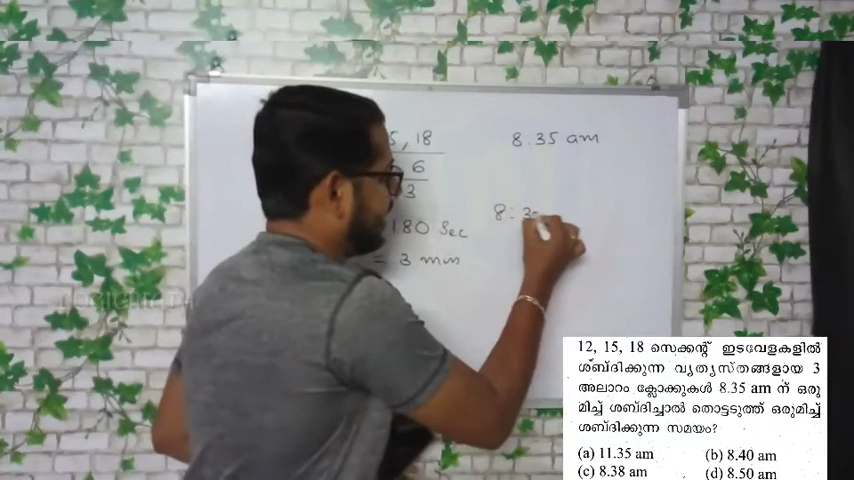 5, 18
8.35 am
6
3
8:3
180 Sec
= 3 min
12, 15, 18 സെക്കന്റ് ഇടവേളകളിൽ
ശബ്ദിക്കുന്ന വ്യത്യസ്തങ്ങളായ 3
അലാറം ക്ലോക്കുകൾ 8.35 am ന് ഒരു
മിച്ച് ശബ്ദിച്ചാൽ തൊട്ടടുത്ത് ഒരുമിച്ച്
ശബ്ദിക്കുന്ന സമയം?
(a) 11.35 am (b) 8.40 am
(c) 8.38 am (d) 8.50 am